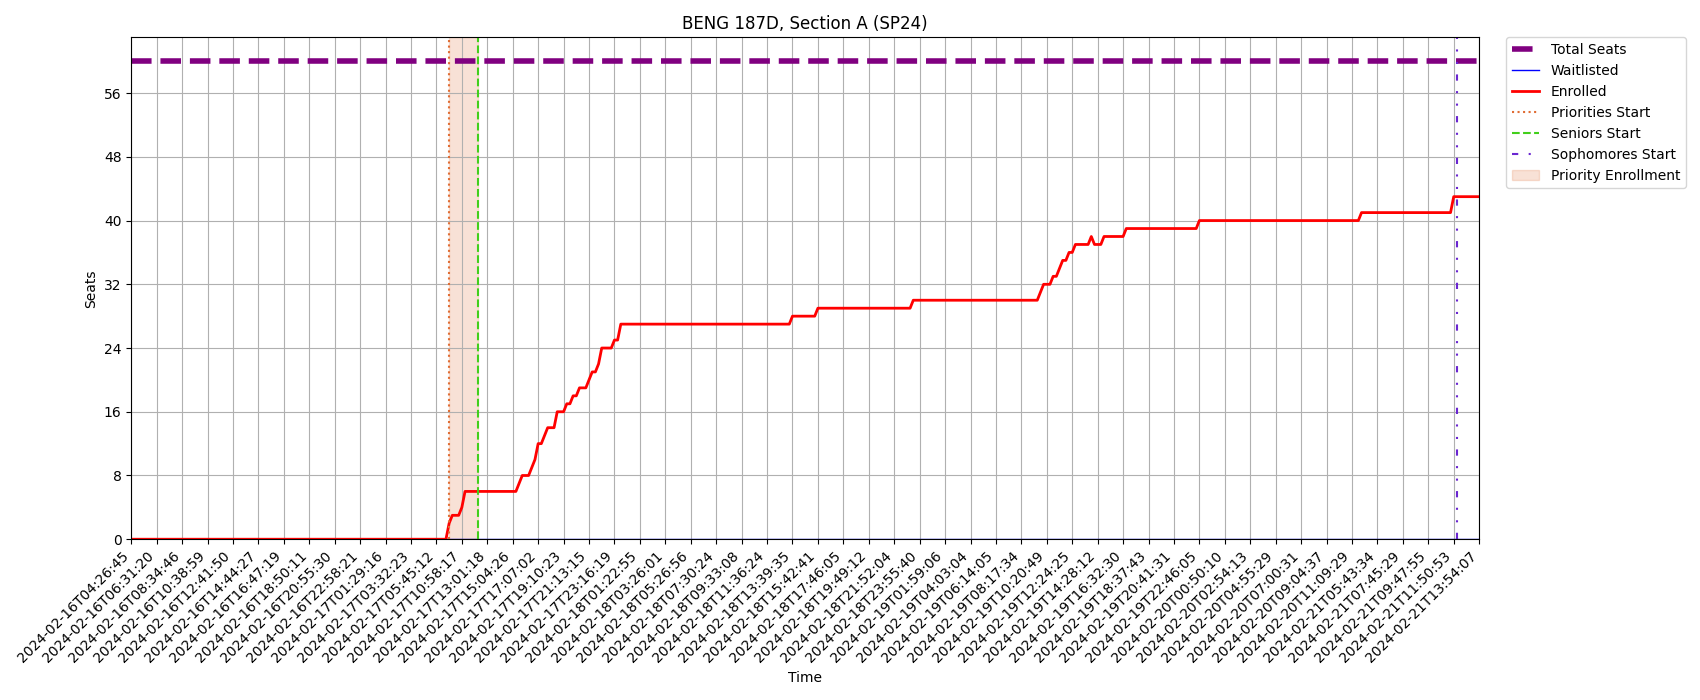 BENG 187D, Section A (SP24)
Total Seats
Waitlisted
Enrolled
Priorities Start
Seniors Start
Sophomores Start
Priority Enrollment
Seats
56
48
40
32
24
16
8
0
2024-02-16T04:26:45
2024-02-16T06:31:20
2024-02-16T08:34:46
2024-02-16T10:38:59
2024-02-16T12:41:50
2024-02-16T14:44:27
2024-02-16T16:47:19
2024-02-16T18:50:11
2024-02-16T20:55:30
2024-02-16T22:58:21
2024-02-17T01:29:16
2024-02-17T03:32:23
2024-02-17T05:45:12
2024-02-17T10:58:17
2024-02-17T13:01:18
2024-02-17T15:04:26
2024-02-17T17:07:02
2024-02-17T19:10:23
2024-02-17T21:13:15
2024-02-17T23:16:19
2024-02-18T01:22:55
2024-02-18T03:26:01
2024-02-18T05:26:56
2024-02-18T07:30:24
2024-02-18T09:33:08
2024-02-18T11:36:24
2024-02-18T13:39:35
2024-02-18T15:42:41
2024-02-18T17:46:05
2024-02-18T19:49:12
2024-02-18T21:52:04
2024-02-18T23:55:40
2024-02-19T01:59:06
2024-02-19T04:03:04
2024-02-19T06:14:05
2024-02-19T08:17:34
2024-02-19T10:20:49
2024-02-19T12:24:25
2024-02-19T14:28:12
2024-02-19T16:32:30
2024-02-19T18:37:43
2024-02-19T20:41:31
2024-02-19T22:46:05
2024-02-20T00:50:10
2024-02-20T02:54:13
2024-02-20T04:55:29
2024-02-20T07:00:31
2024-02-20T09:04:37
2024-02-20T11:09:29
2024-02-21T05:43:34
2024-02-21T07:45:29
2024-02-21T09:47:55
2024-02-21T11:50:53
2024-02-21T13:54:07
Time